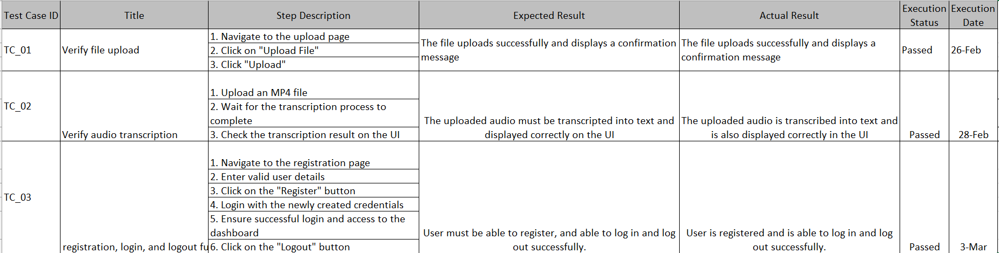 Test Case ID Title Step Description Expected Result Actual Result Execution Status Execution Date
TC_01
Verify file upload
1. Navigate to the upload page
2. Click on "Upload File"
3. Click "Upload"
The file uploads successfully and displays a confirmation
message
The file uploads successfully and displays a
confirmation message
Passed
26-Feb
TC_02
Verify audio transcription
1. Upload an MP4 file
2. Wait for the transcription process to
complete
3. Check the transcription result on the UI
The uploaded audio must be transcripted into text and
displayed correctly on the UI
The uploaded audio is transcribed into text and
is also displayed correctly in the UI
Passed
28-Feb
TC_03
registration, login, and logout fu
1. Navigate to the registration page
2. Enter valid user details
3. Click on the "Register" button
4. Login with the newly created credentials
5. Ensure successful login and access to the
dashboard
6. Click on the "Logout" button
User must be able to register, and able to log in and log
out successfully.
User is registered and is able to log in and log
out successfully.
Passed
3-Mar